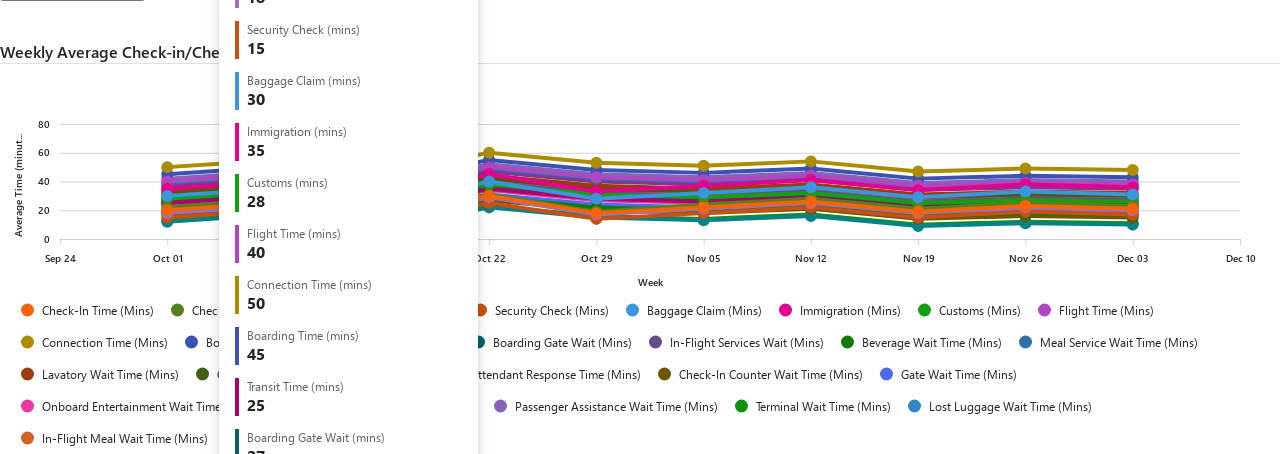 Security Check (mins)
15
Weekly Average Check-in/Che
Baggage Claim (mins)
30
Immigration (mins)
35
Customs (mins)
28
Flight Time (mins)
40
Connection Time (mins)
50
Boarding Time (mins)
45
Transit Time (mins)
25
Boarding Gate Wait (mins)
Average Time (minut...
80
60
40
20
0
Sep 24
Oct 01
Oct 22
Oct 29
Nov 05
Nov 12
Nov 19
Nov 26
Dec 03
Dec 10
Week
Check-In Time (Mins)
Chec
Security Check (Mins)
Baggage Claim (Mins)
Immigration (Mins)
Customs (Mins)
Flight Time (Mins)
Connection Time (Mins)
Bo
Boarding Gate Wait (Mins)
In-Flight Services Wait (Mins)
Beverage Wait Time (Mins)
Meal Service Wait Time (Mins)
Lavatory Wait Time (Mins)
ttendant Response Time (Mins)
Check-In Counter Wait Time (Mins)
Gate Wait Time (Mins)
Onboard Entertainment Wait Time
Passenger Assistance Wait Time (Mins)
Terminal Wait Time (Mins)
Lost Luggage Wait Time (Mins)
In-Flight Meal Wait Time (Mins)